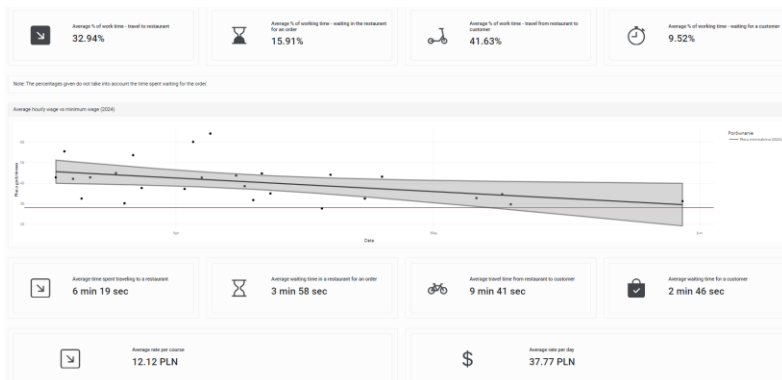 Average % of work time - travel to restaurant
32.94%
Average % of working time - waiting in the restaurant
for an order
15.91%
Average % of work time - travel from restaurant to
customer
41.63%
Average % of working time - waiting for a customer
9.52%
Note: The percentages given do not take into account the time spent waiting for the order.
Average hourly wage vs minimum wage (2024)
Porównanie
Apr
May
Jun
Data
Average time spent traveling to a restaurant
6 min 19 sec
Average waiting time in a restaurant for an order
3 min 58 sec
Average travel time from restaurant to customer
9 min 41 sec
Average waiting time for a customer
2 min 46 sec
Average rate per course
12.12 PLN
$
Average rate per day
37.77 PLN